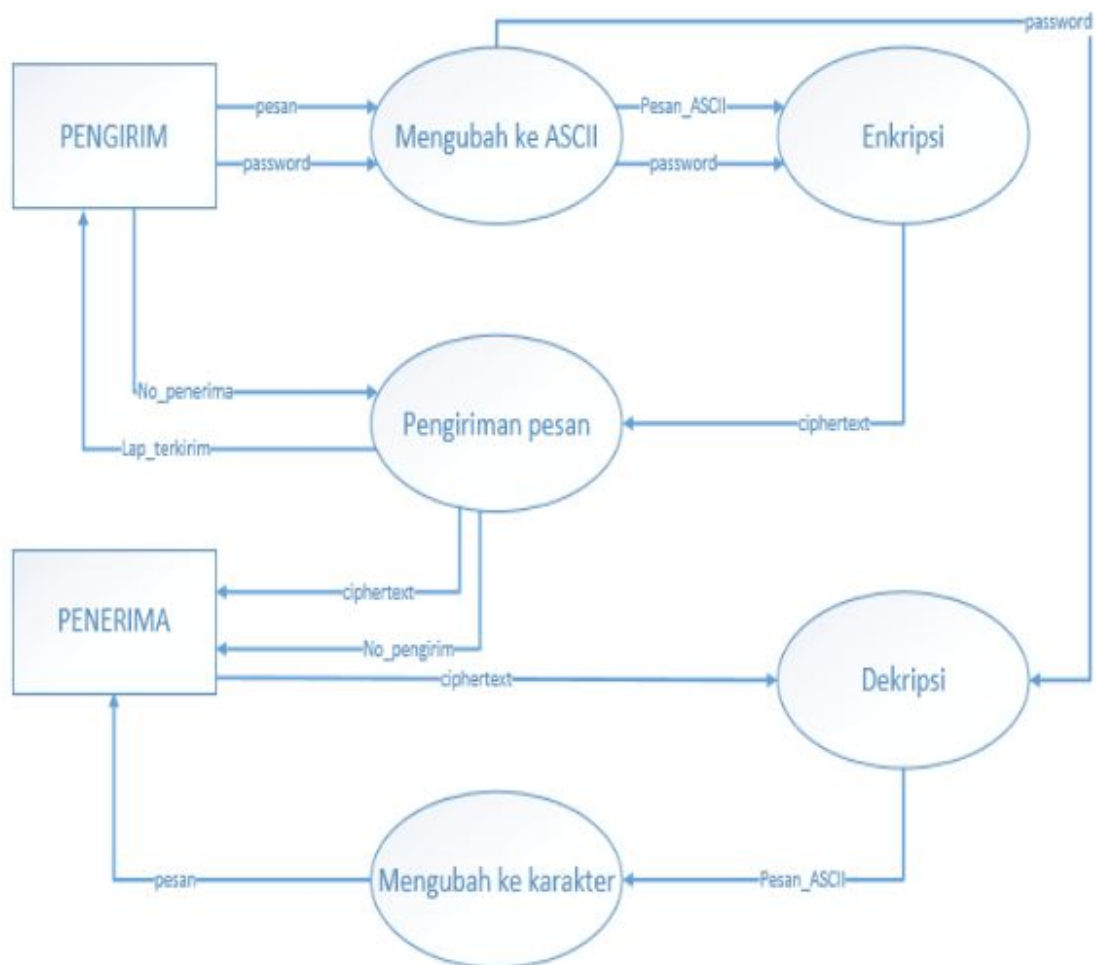 password
PENGIRIM
pesan
password
Mengubah ke ASCII
Pesan_ASCII
password
Enkripsi
No_penerima
Lap_terkirim
Pengiriman pesan
ciphertext
PENERIMA
ciphertext
No_pengirim
ciphertext
Dekripsi
pesan
Mengubah ke karakter
Pesan_ASCII